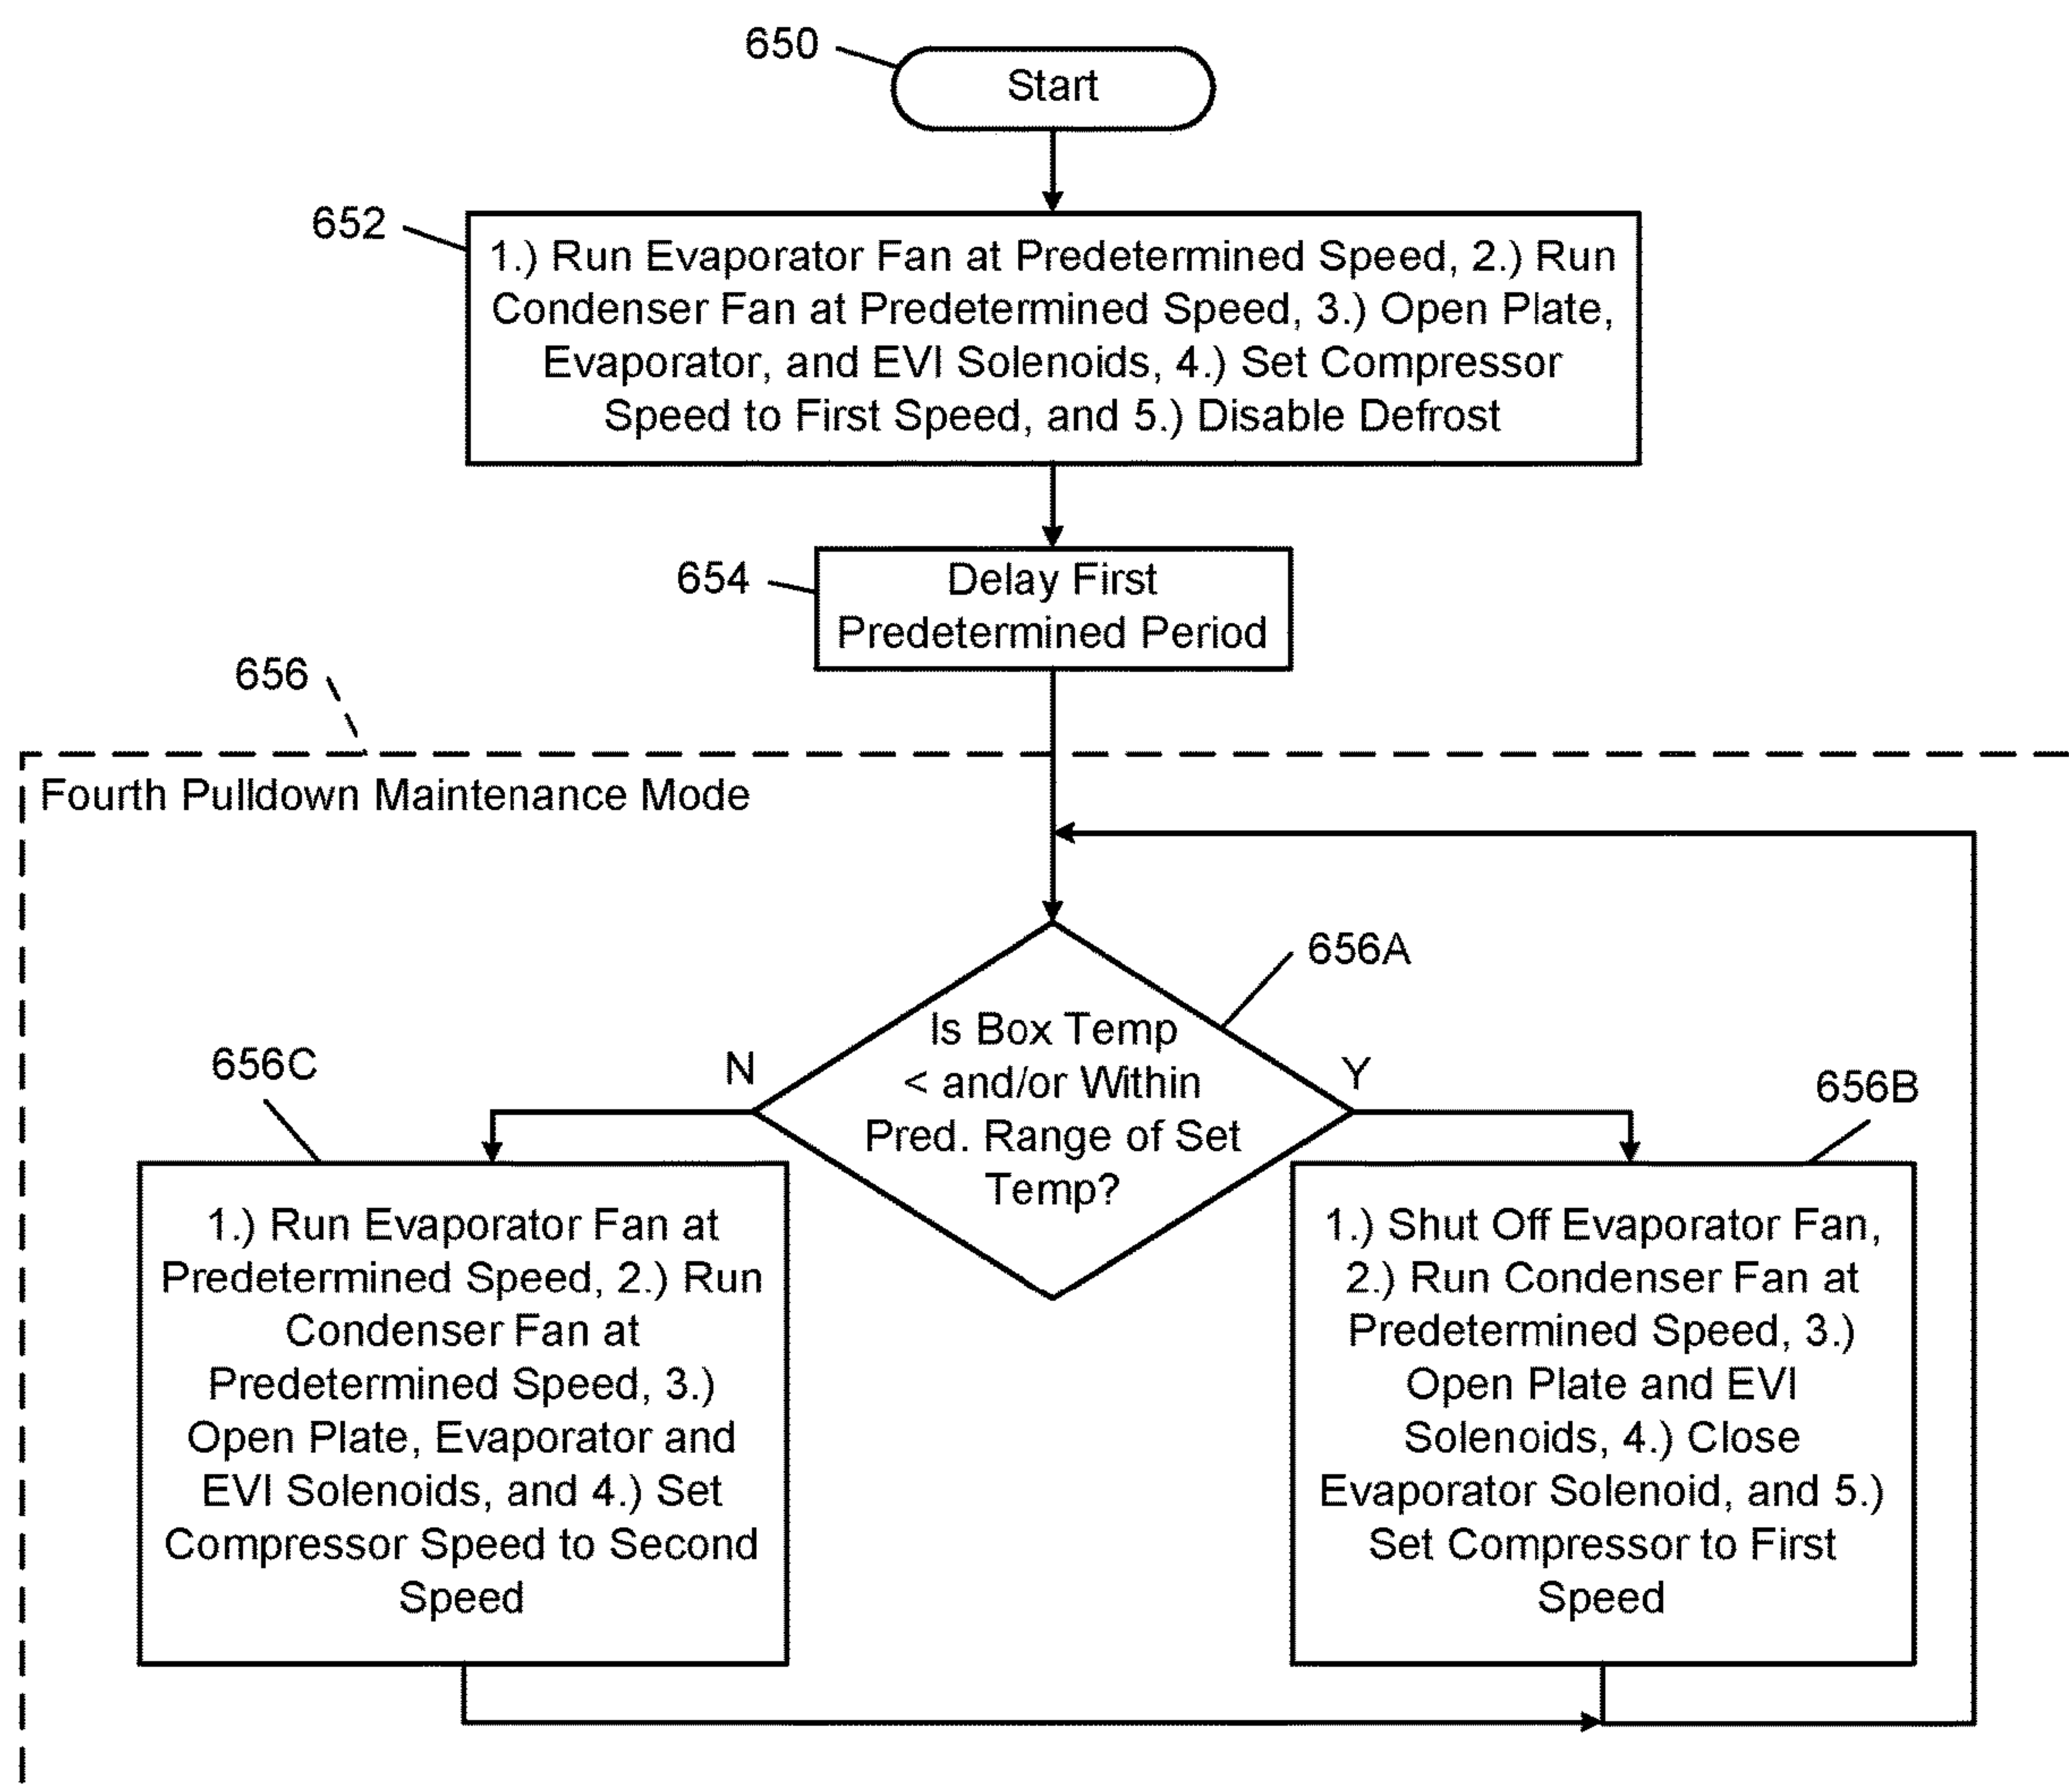 650
Start
652
1.) Run Evaporator Fan at Predetermined Speed, 2.) Run
Condenser Fan at Predetermined Speed, 3.) Open Plate,
Evaporator, and EVI Solenoids, 4.) Set Compressor
Speed to First Speed, and 5.) Disable Defrost
654
Delay First
Predetermined Period
656
Fourth Pulldown Maintenance Mode
656A
Is Box Temp
< and/or Within
Pred. Range of Set
Temp?
N
Y
656C
1.) Run Evaporator Fan at
Predetermined Speed, 2.) Run
Condenser Fan at
Predetermined Speed, 3.)
Open Plate, Evaporator and
EVI Solenoids, and 4.) Set
Compressor Speed to Second
Speed
656B
1.) Shut Off Evaporator Fan,
2.) Run Condenser Fan at
Predetermined Speed, 3.)
Open Plate and EVI
Solenoids, 4.) Close
Evaporator Solenoid, and 5.)
Set Compressor to First
Speed